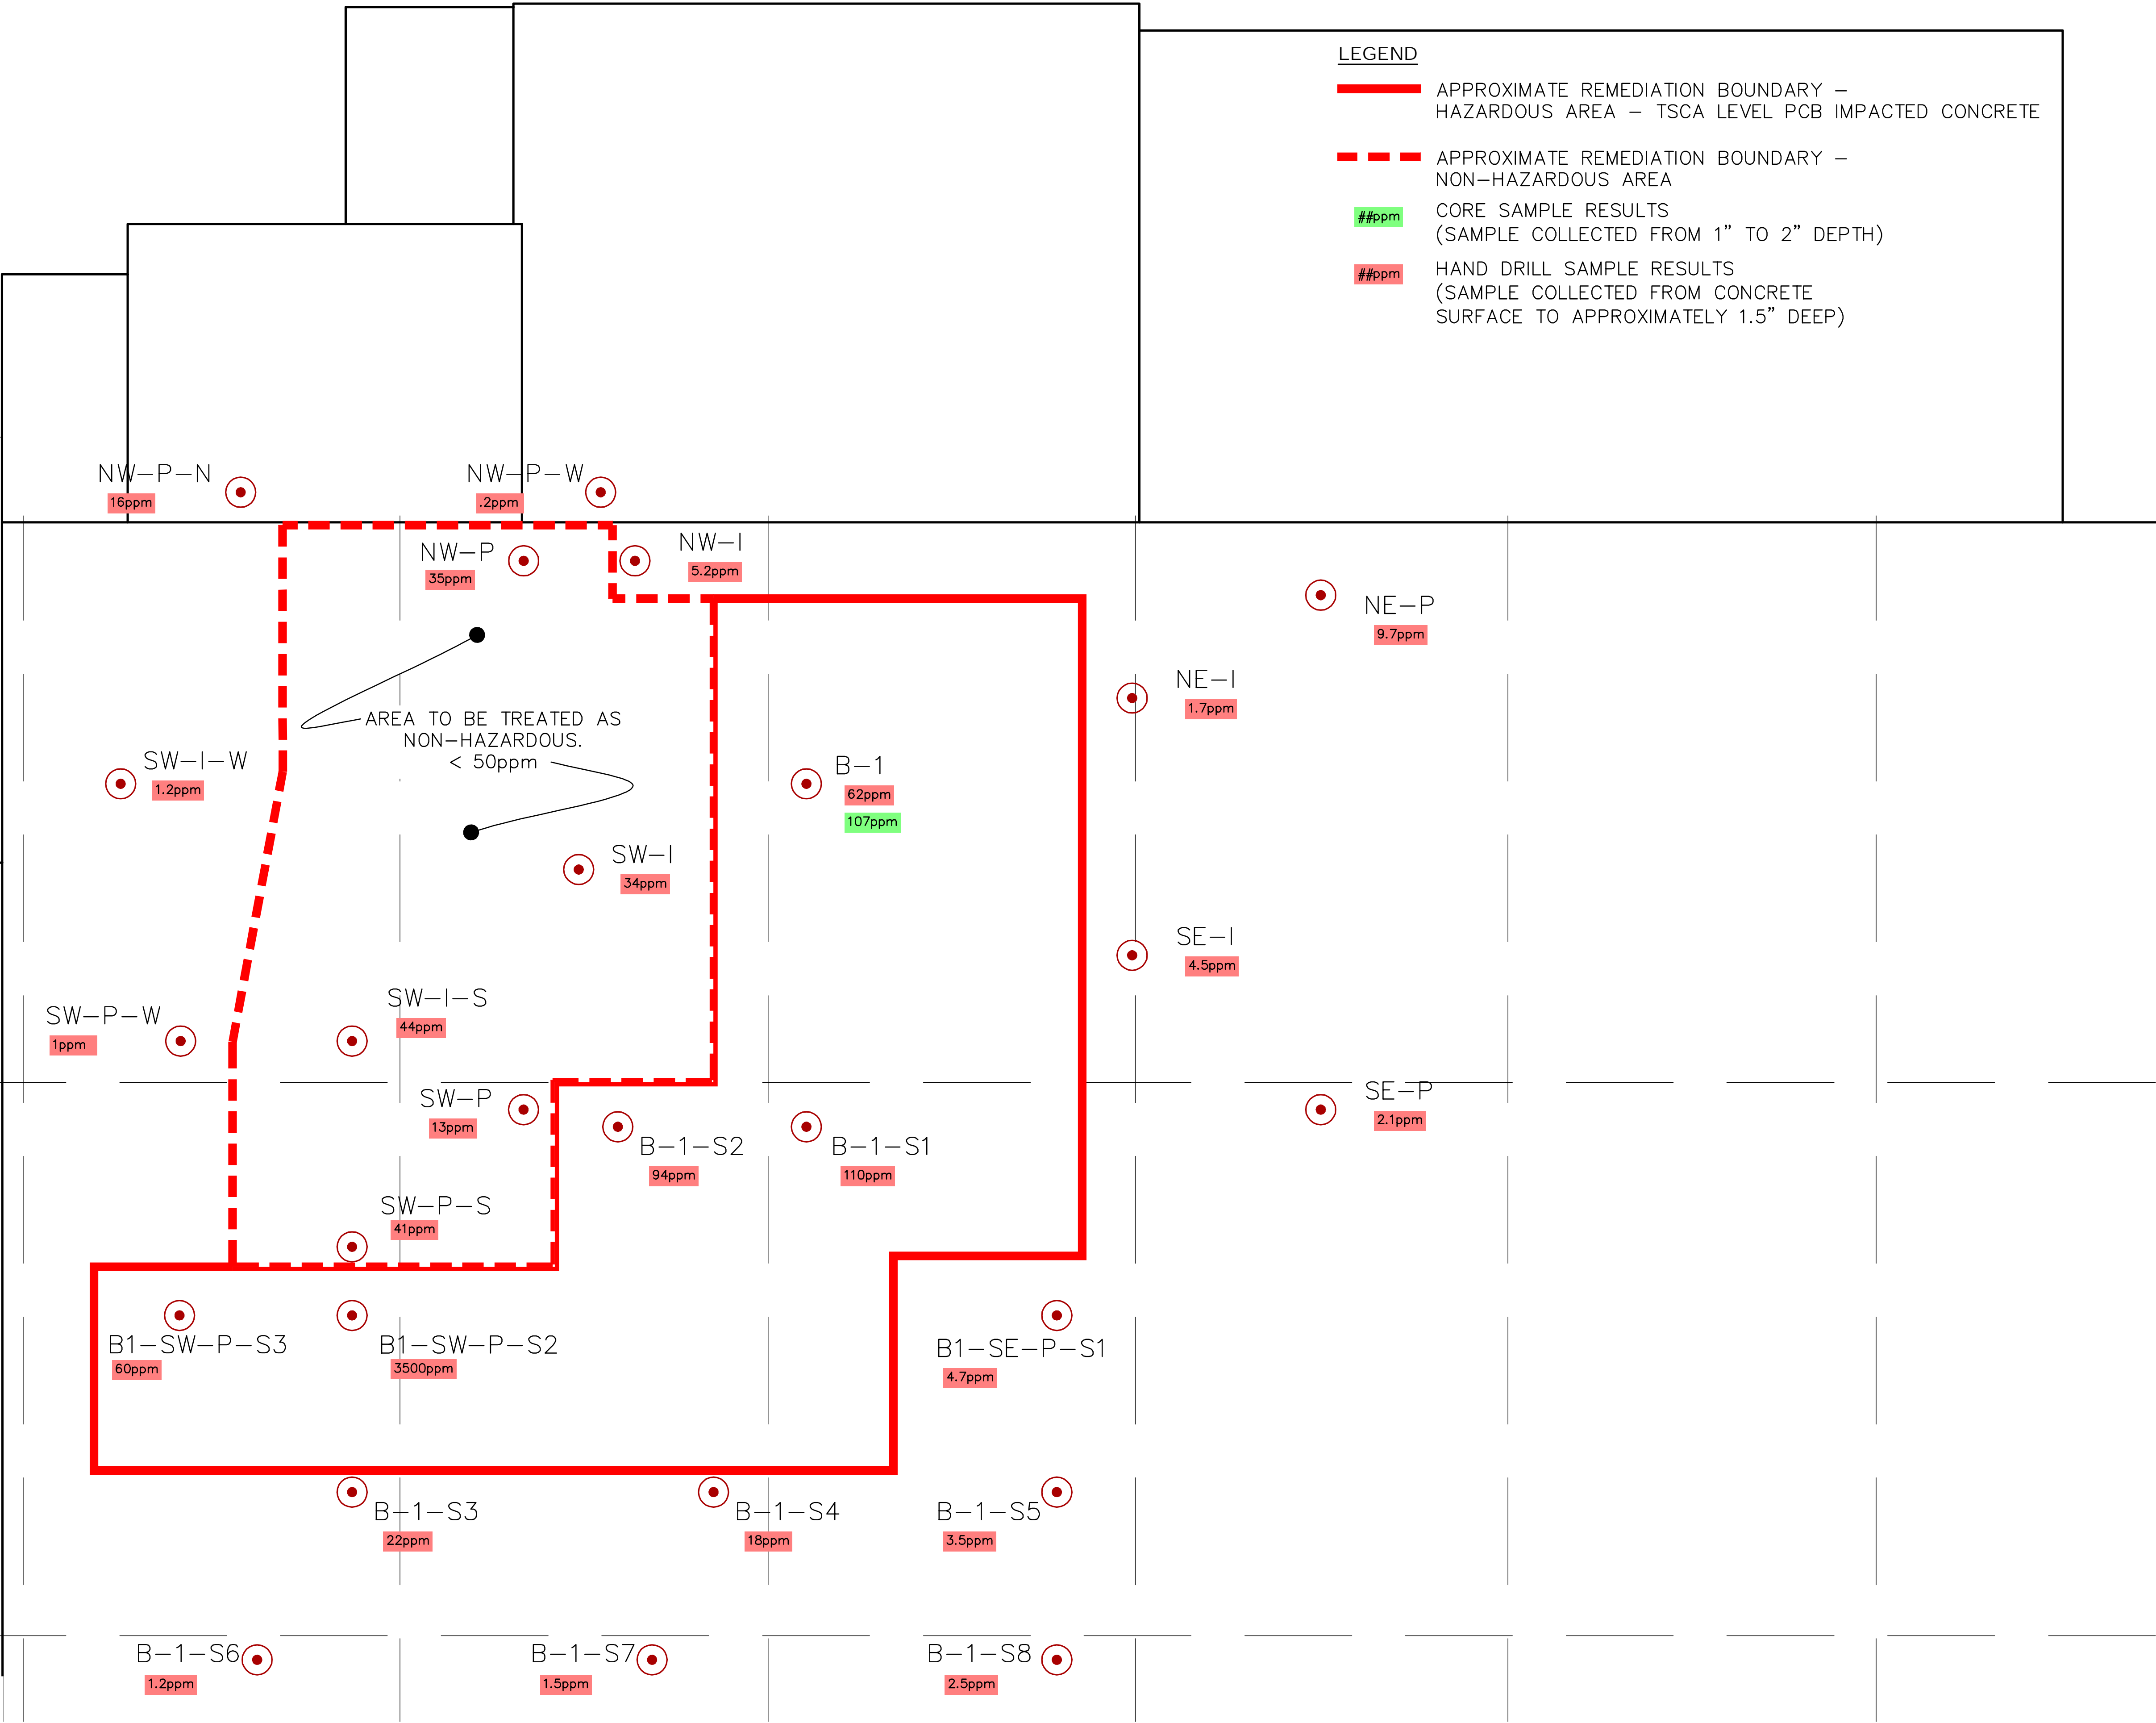 LEGEND
APPROXIMATE REMEDIATION BOUNDARY –
HAZARDOUS AREA – TSCA LEVEL PCB IMPACTED CONCRETE
APPROXIMATE REMEDIATION BOUNDARY –
NON–HAZARDOUS AREA
##ppm
CORE SAMPLE RESULTS
(SAMPLE COLLECTED FROM 1" TO 2" DEPTH)
##ppm
HAND DRILL SAMPLE RESULTS
(SAMPLE COLLECTED FROM CONCRETE
SURFACE TO APPROXIMATELY 1.5" DEEP)
NW–P–N
16ppm
NW–P–W
.2ppm
NW–P
35ppm
NW–I
5.2ppm
NE–P
9.7ppm
NE–I
1.7ppm
AREA TO BE TREATED AS
NON–HAZARDOUS.
< 50ppm
SW–I–W
1.2ppm
B–1
62ppm
107ppm
SW–I
34ppm
SE–I
4.5ppm
SW–I–S
44ppm
SW–P–W
1ppm
SW–P
13ppm
SE–P
2.1ppm
B–1–S2
94ppm
B–1–S1
110ppm
SW–P–S
41ppm
B1–SW–P–S3
60ppm
B1–SW–P–S2
3500ppm
B1–SE–P–S1
4.7ppm
B–1–S3
22ppm
B–1–S4
18ppm
B–1–S5
3.5ppm
B–1–S6
1.2ppm
B–1–S7
1.5ppm
B–1–S8
2.5ppm